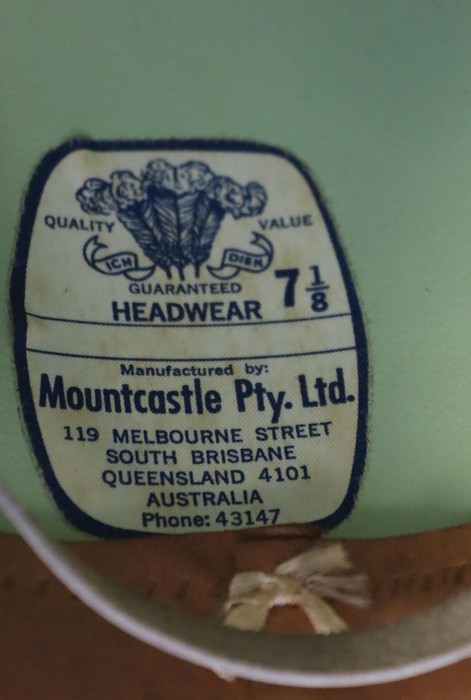 QUALITY VALUE
ICH DIEN
GUARANTEED
HEADWEAR 7 1/8
Manufactured by:
Mountcastle Pty. Ltd.
119 MELBOURNE STREET
SOUTH BRISBANE
QUEENSLAND 4101
AUSTRALIA
Phone: 43147